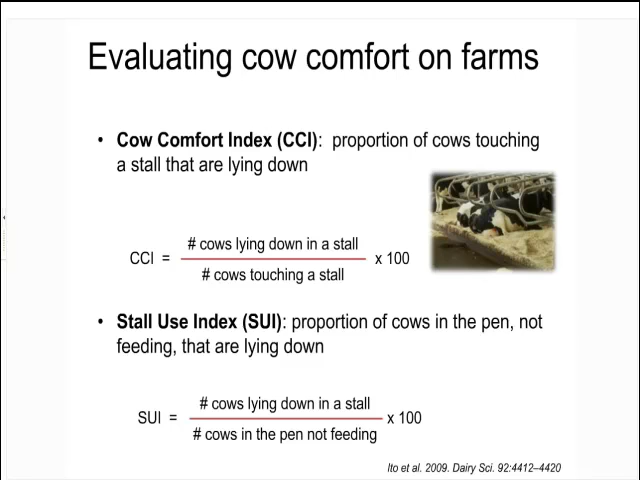 Evaluating cow comfort on farms
• Cow Comfort Index (CCI): proportion of cows touching
a stall that are lying down
CCI = # cows lying down in a stall x 100
# cows touching a stall
• Stall Use Index (SUI): proportion of cows in the pen, not
feeding, that are lying down
SUI = # cows lying down in a stall x 100
# cows in the pen not feeding
Ito et al. 2009. Dairy Sci. 92:4412–4420